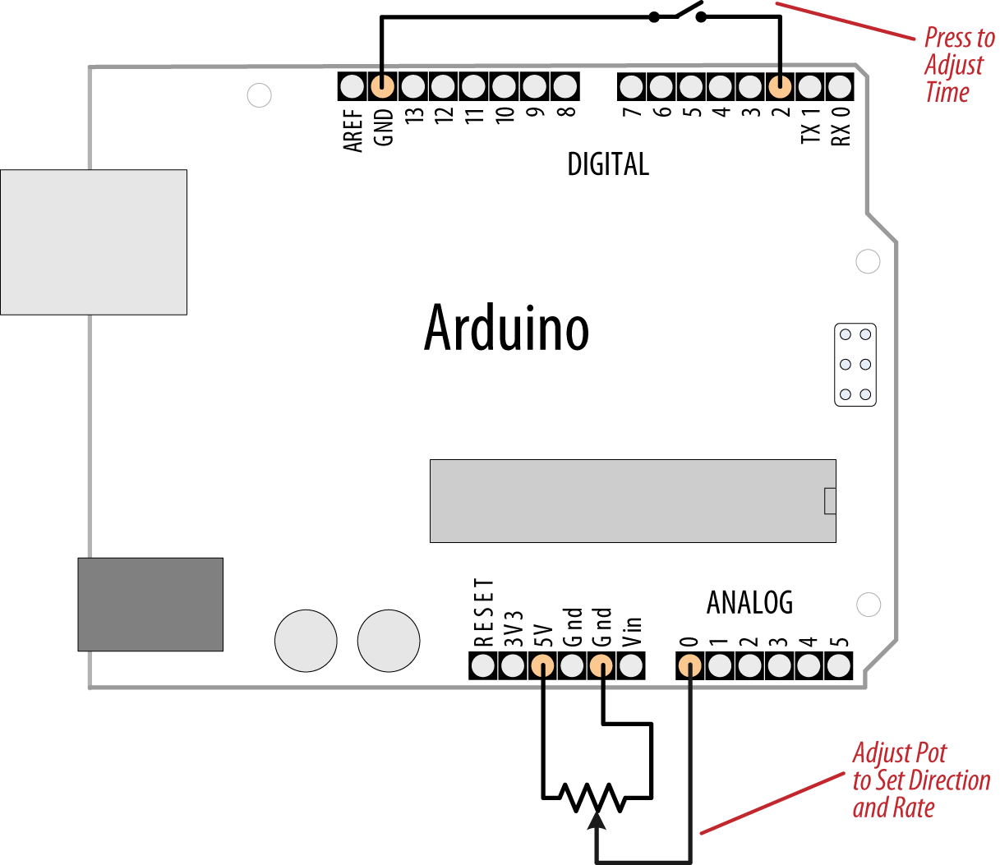 Press to
Adjust
Time
AREF
GND
13
12
11
10
9
8
7
6
5
4
3
2
TX 1
RX 0
DIGITAL
Arduino
ANALOG
RESET
3V3
5V
Gnd
Gnd
Vin
0
1
2
3
4
5
Adjust Pot
to Set Direction
and Rate